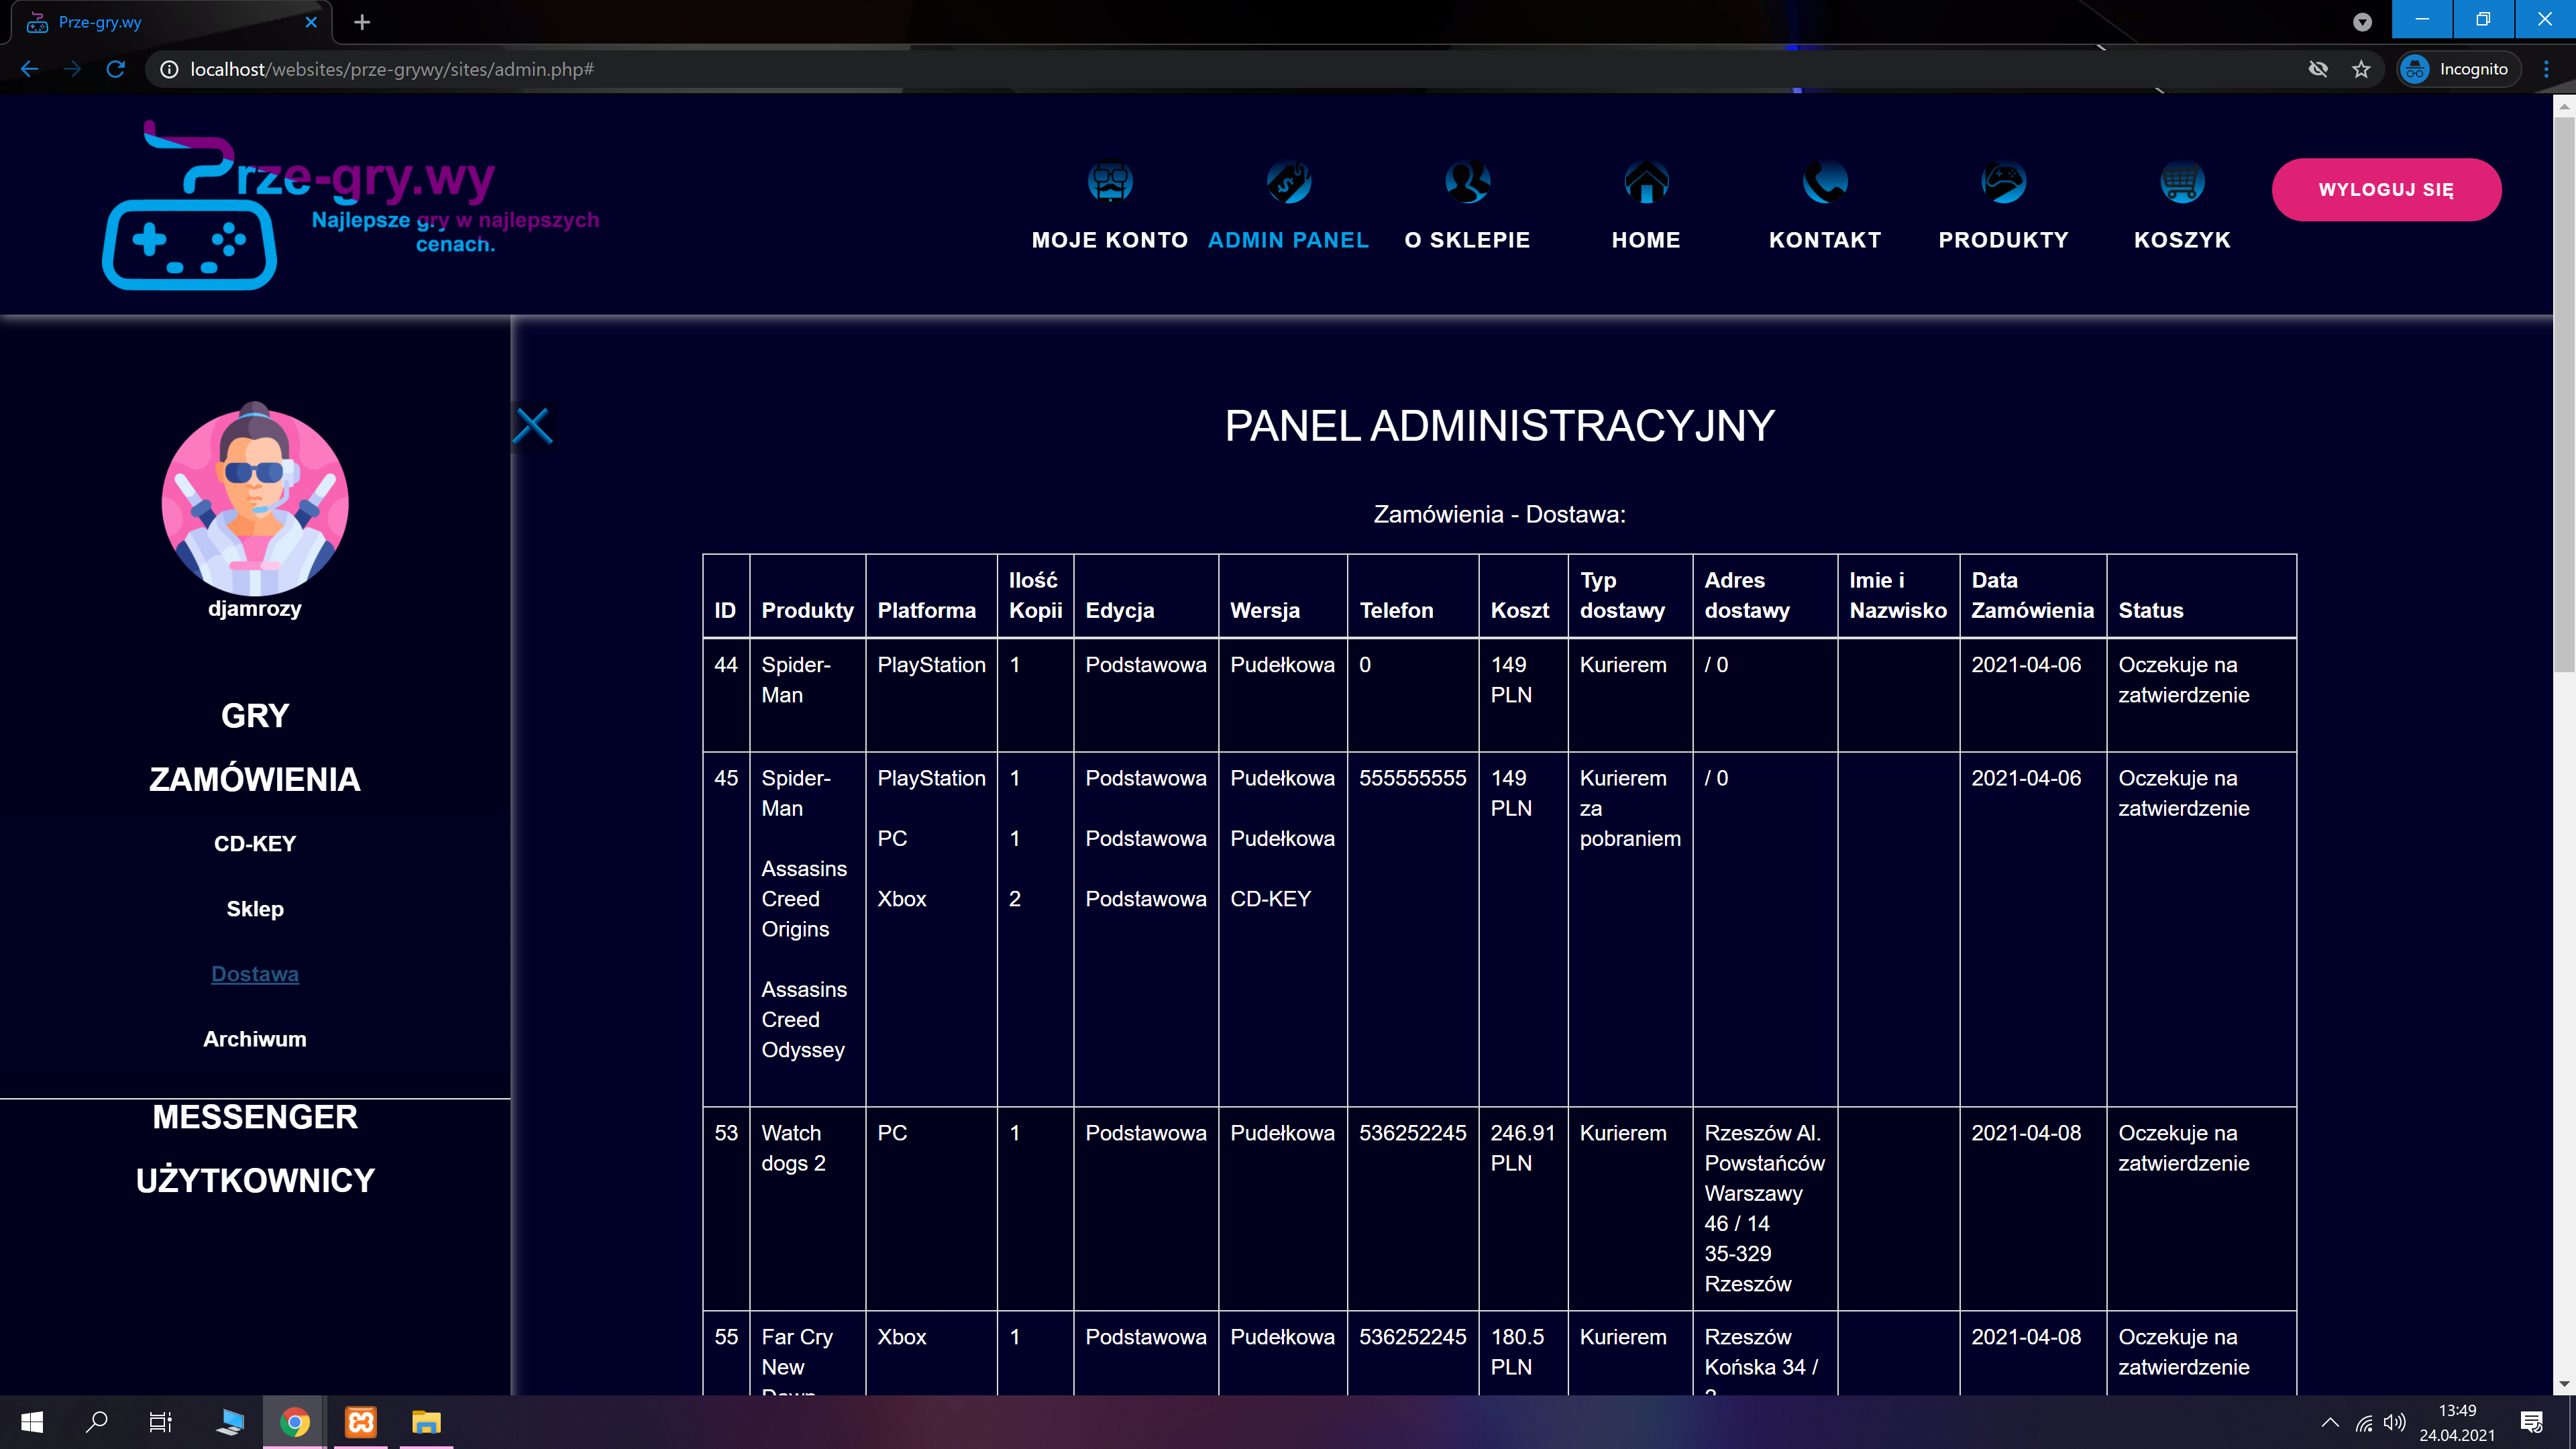 Prze-gry.wy
localhost/websites/prze-grywy/sites/admin.php#
Incognito
Prze-gry.wy
Najlepsze gry w najlepszych
cenach.
MOJE KONTO
ADMIN PANEL
O SKLEPIE
HOME
KONTAKT
PRODUKTY
KOSZYK
WYLOGUJ SIĘ
djamrozy
GRY
ZAMÓWIENIA
CD-KEY
Sklep
Dostawa
Archiwum
MESSENGER
UŻYTKOWNICY
PANEL ADMINISTRACYJNY
Zamówienia - Dostawa:
ID
Produkty
Platforma
Ilość
Kopii
Edycja
Wersja
Telefon
Koszt
Typ
dostawy
Adres
dostawy
Imie i
Nazwisko
Data
Zamówienia
Status
44
Spider-
Man
PlayStation
1
Podstawowa
Pudełkowa
0
149
PLN
Kurierem
/ 0
2021-04-06
Oczekuje na
zatwierdzenie
45
Spider-
Man
Assasins
Creed
Origins
Assasins
Creed
Odyssey
PlayStation
PC
Xbox
1
1
2
Podstawowa
Podstawowa
Podstawowa
Pudełkowa
Pudełkowa
CD-KEY
555555555
149
PLN
Kurierem
za
pobraniem
/ 0
2021-04-06
Oczekuje na
zatwierdzenie
53
Watch
dogs 2
PC
1
Podstawowa
Pudełkowa
536252245
246.91
PLN
Kurierem
Rzeszów Al.
Powstańców
Warszawy
46 / 14
35-329
Rzeszów
2021-04-08
Oczekuje na
zatwierdzenie
55
Far Cry
New
Xbox
1
Podstawowa
Pudełkowa
536252245
180.5
PLN
Kurierem
Rzeszów
Końska 34 /
2021-04-08
Oczekuje na
zatwierdzenie
13:49
24.04.2021